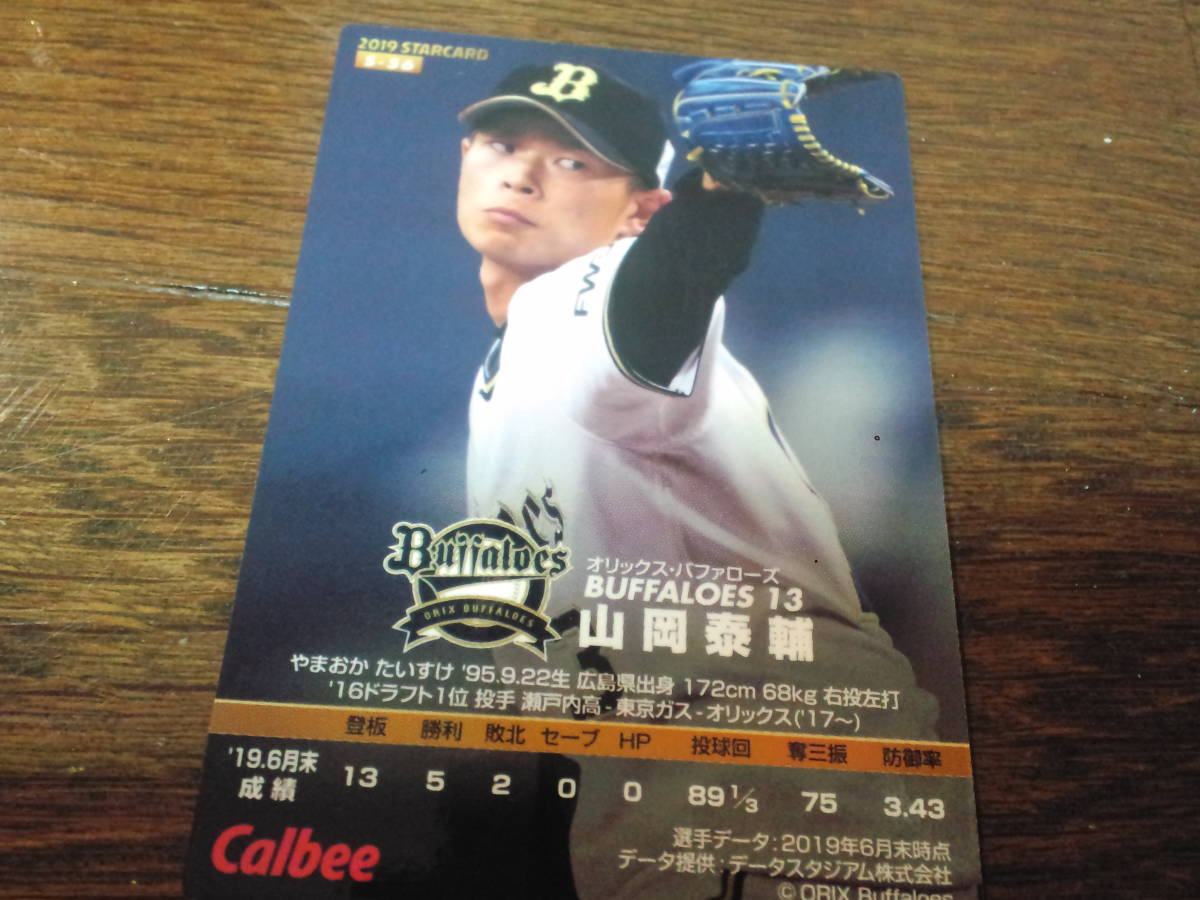 2019 STARCARD
S-36
B
FW
Buffaloes
ORIX BUFFALOES
オリックス・バファローズ
BUFFALOES 13
山岡泰輔
やまおか たいすけ '95.9.22生 広島県出身 172cm 68kg 右投左打
'16ドラフト1位 投手 瀬戸内高-東京ガス-オリックス('17〜)
登板 勝利 敗北 セーブ HP 投球回 奪三振 防御率
'19.6月末成績 13 5 2 0 0 89 1/3 75 3.43
Calbee
選手データ:2019年6月末時点
データ提供:データスタジアム株式会社
© ORIX Buffaloes